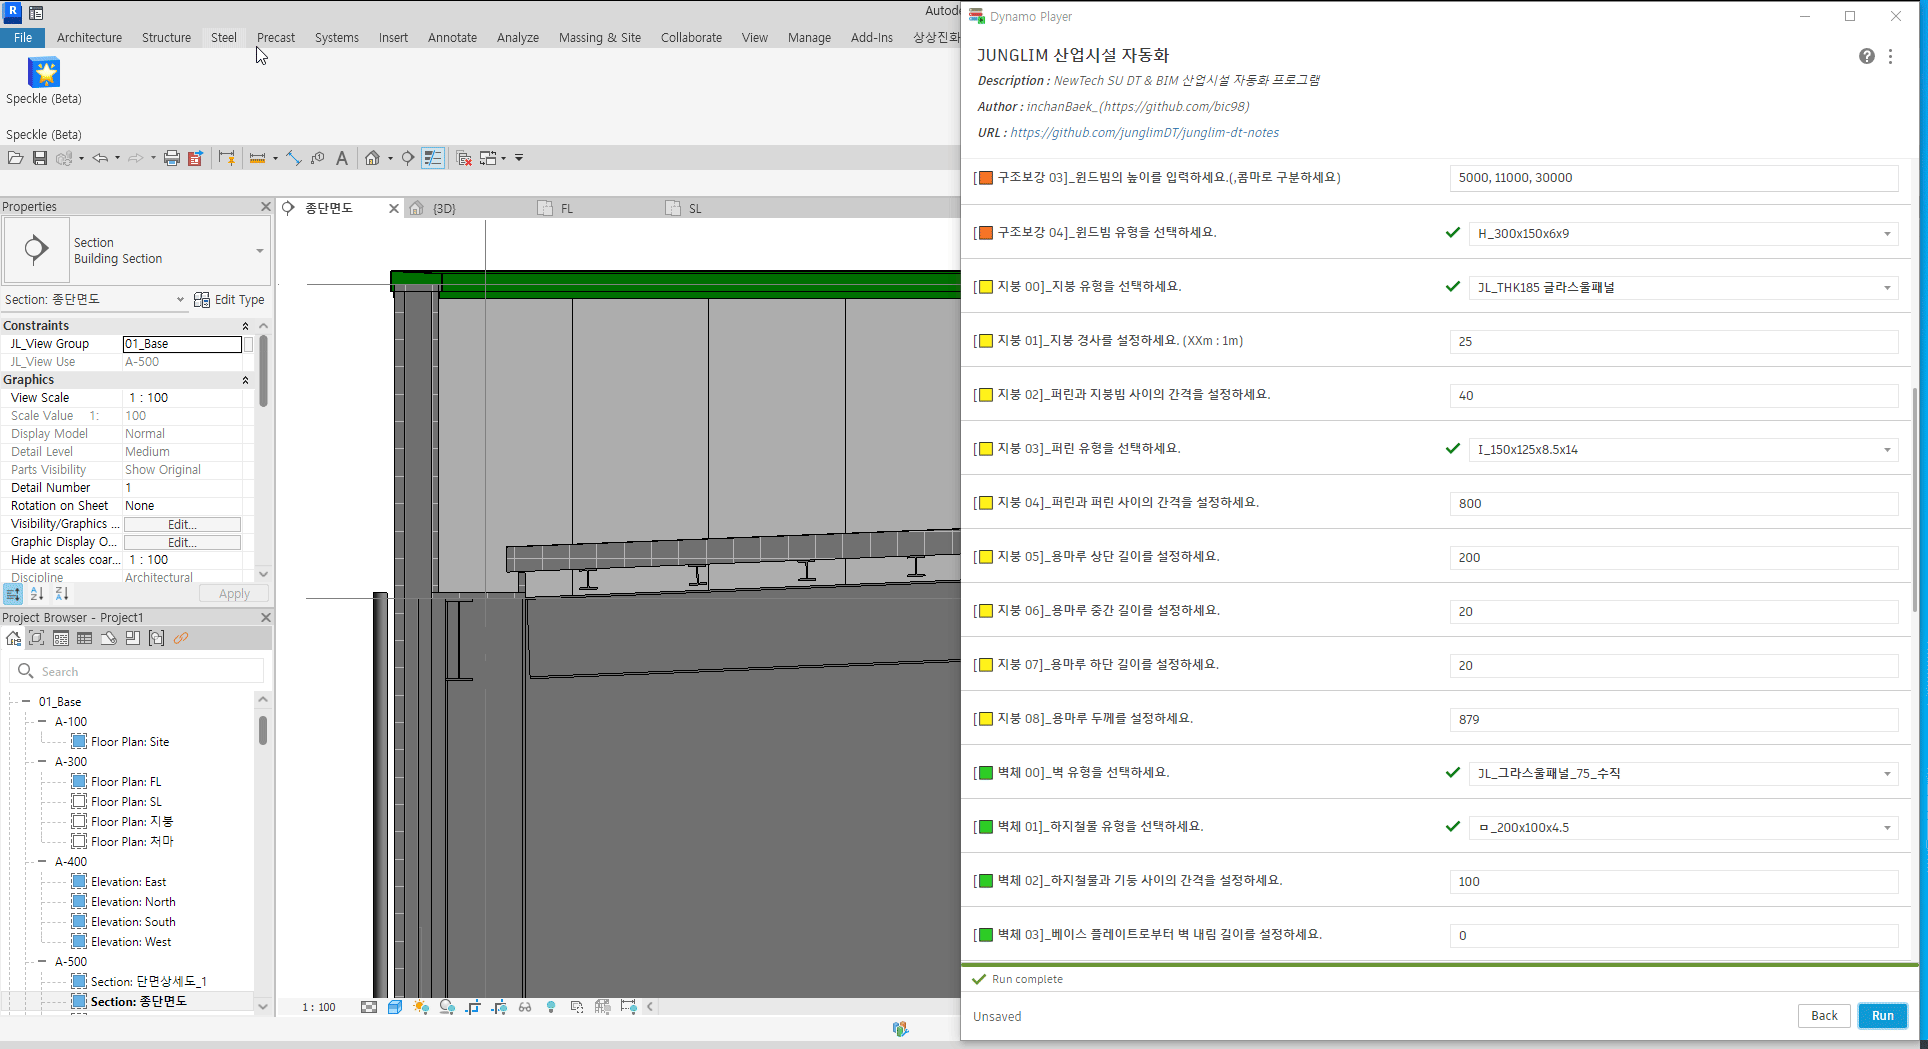 Autod
Dynamo Player
File Architecture Structure Steel Precast Systems Insert Annotate Analyze Massing & Site Collaborate View Manage Add-Ins 상상진화
Speckle (Beta)
Speckle (Beta)
Properties
종단면도
{3D}
FL
SL
Section
Building Section
Section: 종단면도
Edit Type
Constraints
JL_View Group 01_Base
JL_View Use A-500
Graphics
View Scale 1 : 100
Scale Value 1: 100
Display Model Normal
Detail Level Medium
Parts Visibility Show Original
Detail Number 1
Rotation on Sheet None
Visibility/Graphics ... Edit...
Graphic Display O... Edit...
Hide at scales coar... 1 : 100
Discipline Architectural
Apply
Project Browser - Project1
Search
01_Base
A-100
Floor Plan: Site
A-300
Floor Plan: FL
Floor Plan: SL
Floor Plan: 지붕
Floor Plan: 처마
A-400
Elevation: East
Elevation: North
Elevation: South
Elevation: West
A-500
Section: 단면상세도_1
Section: 종단면도
1 : 100
JUNGLIM 산업시설 자동화
Description : NewTech SU DT & BIM 산업시설 자동화 프로그램
Author : inchanBaek_(https://github.com/bic98)
URL : https://github.com/junglimDT/junglim-dt-notes
[🟧 구조보강 03]_윈드빔의 높이를 입력하세요.(,콤마로 구분하세요) 5000, 11000, 30000
[🟧 구조보강 04]_윈드빔 유형을 선택하세요. H_300x150x6x9
[🟨 지붕 00]_지붕 유형을 선택하세요. JL_THK185 글라스울패널
[🟨 지붕 01]_지붕 경사를 설정하세요. (XXm : 1m) 25
[🟨 지붕 02]_퍼린과 지붕빔 사이의 간격을 설정하세요. 40
[🟨 지붕 03]_퍼린 유형을 선택하세요. I_150x125x8.5x14
[🟨 지붕 04]_퍼린과 퍼린 사이의 간격을 설정하세요. 800
[🟨 지붕 05]_용마루 상단 길이를 설정하세요. 200
[🟨 지붕 06]_용마루 중간 길이를 설정하세요. 20
[🟨 지붕 07]_용마루 하단 길이를 설정하세요. 20
[🟨 지붕 08]_용마루 두께를 설정하세요. 879
[🟩 벽체 00]_벽 유형을 선택하세요. JL_그라스울패널_75_수직
[🟩 벽체 01]_하지철물 유형을 선택하세요. ㅁ_200x100x4.5
[🟩 벽체 02]_하지철물과 기둥 사이의 간격을 설정하세요. 100
[🟩 벽체 03]_베이스 플레이트로부터 벽 내림 길이를 설정하세요. 0
Run complete
Unsaved
Back
Run